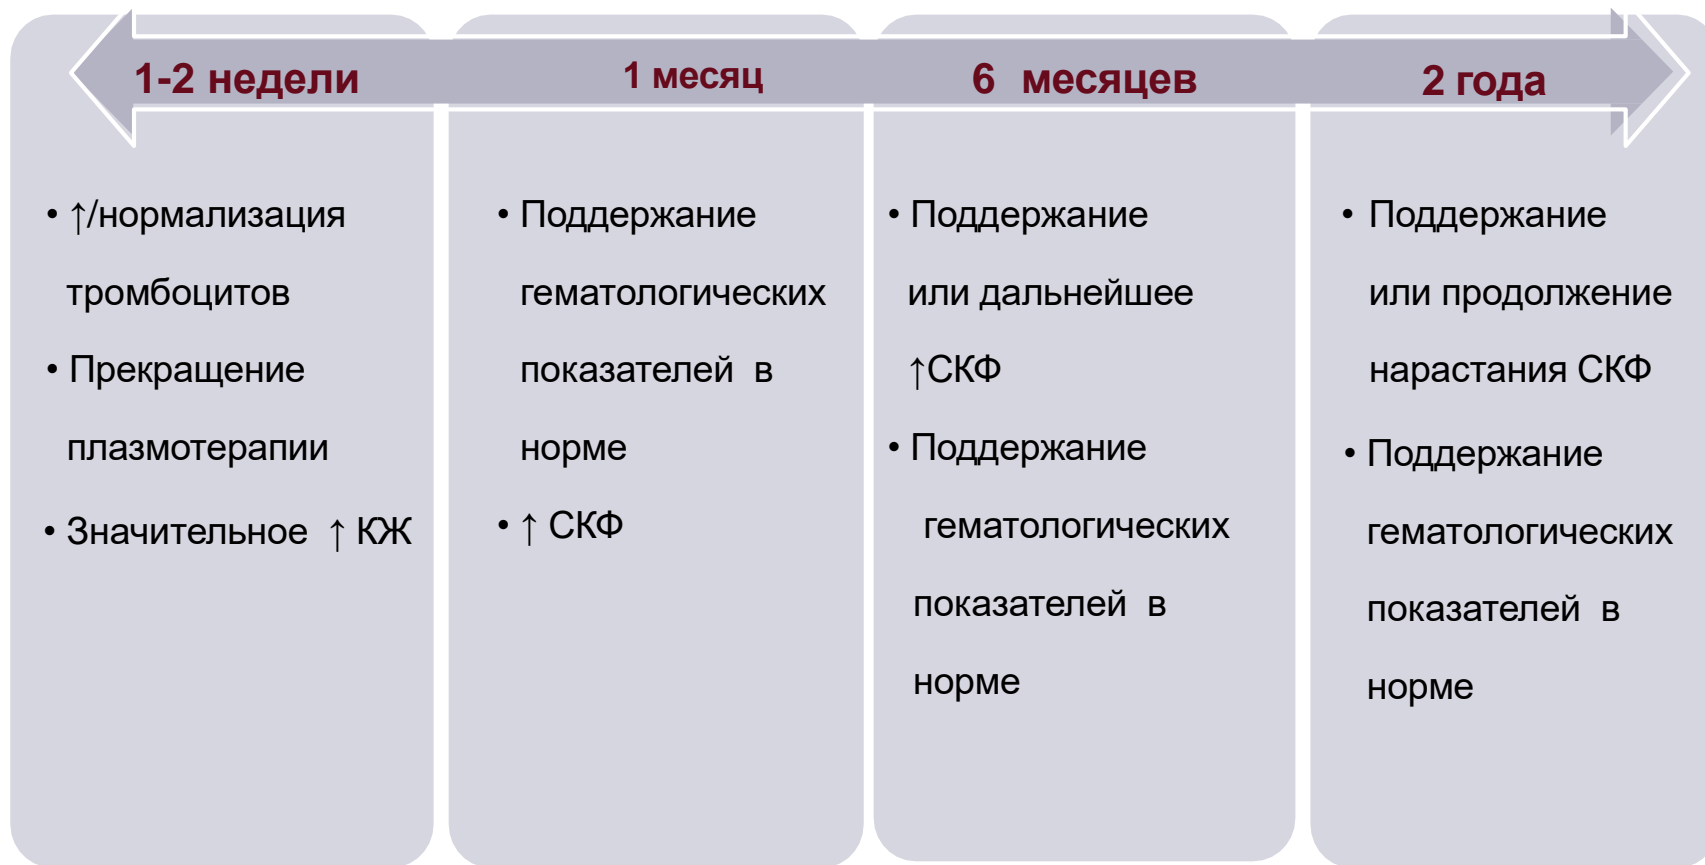 1-2 недели
• ↑/нормализация
тромбоцитов
• Прекращение
плазмотерапии
• Значительное ↑ КЖ
1 месяц
• Поддержание
гематологических
показателей в
норме
• ↑ СКФ
6 месяцев
• Поддержание
или дальнейшее
↑СКФ
• Поддержание
гематологических
показателей в
норме
2 года
• Поддержание
или продолжение
нарастания СКФ
• Поддержание
гематологических
показателей в
норме